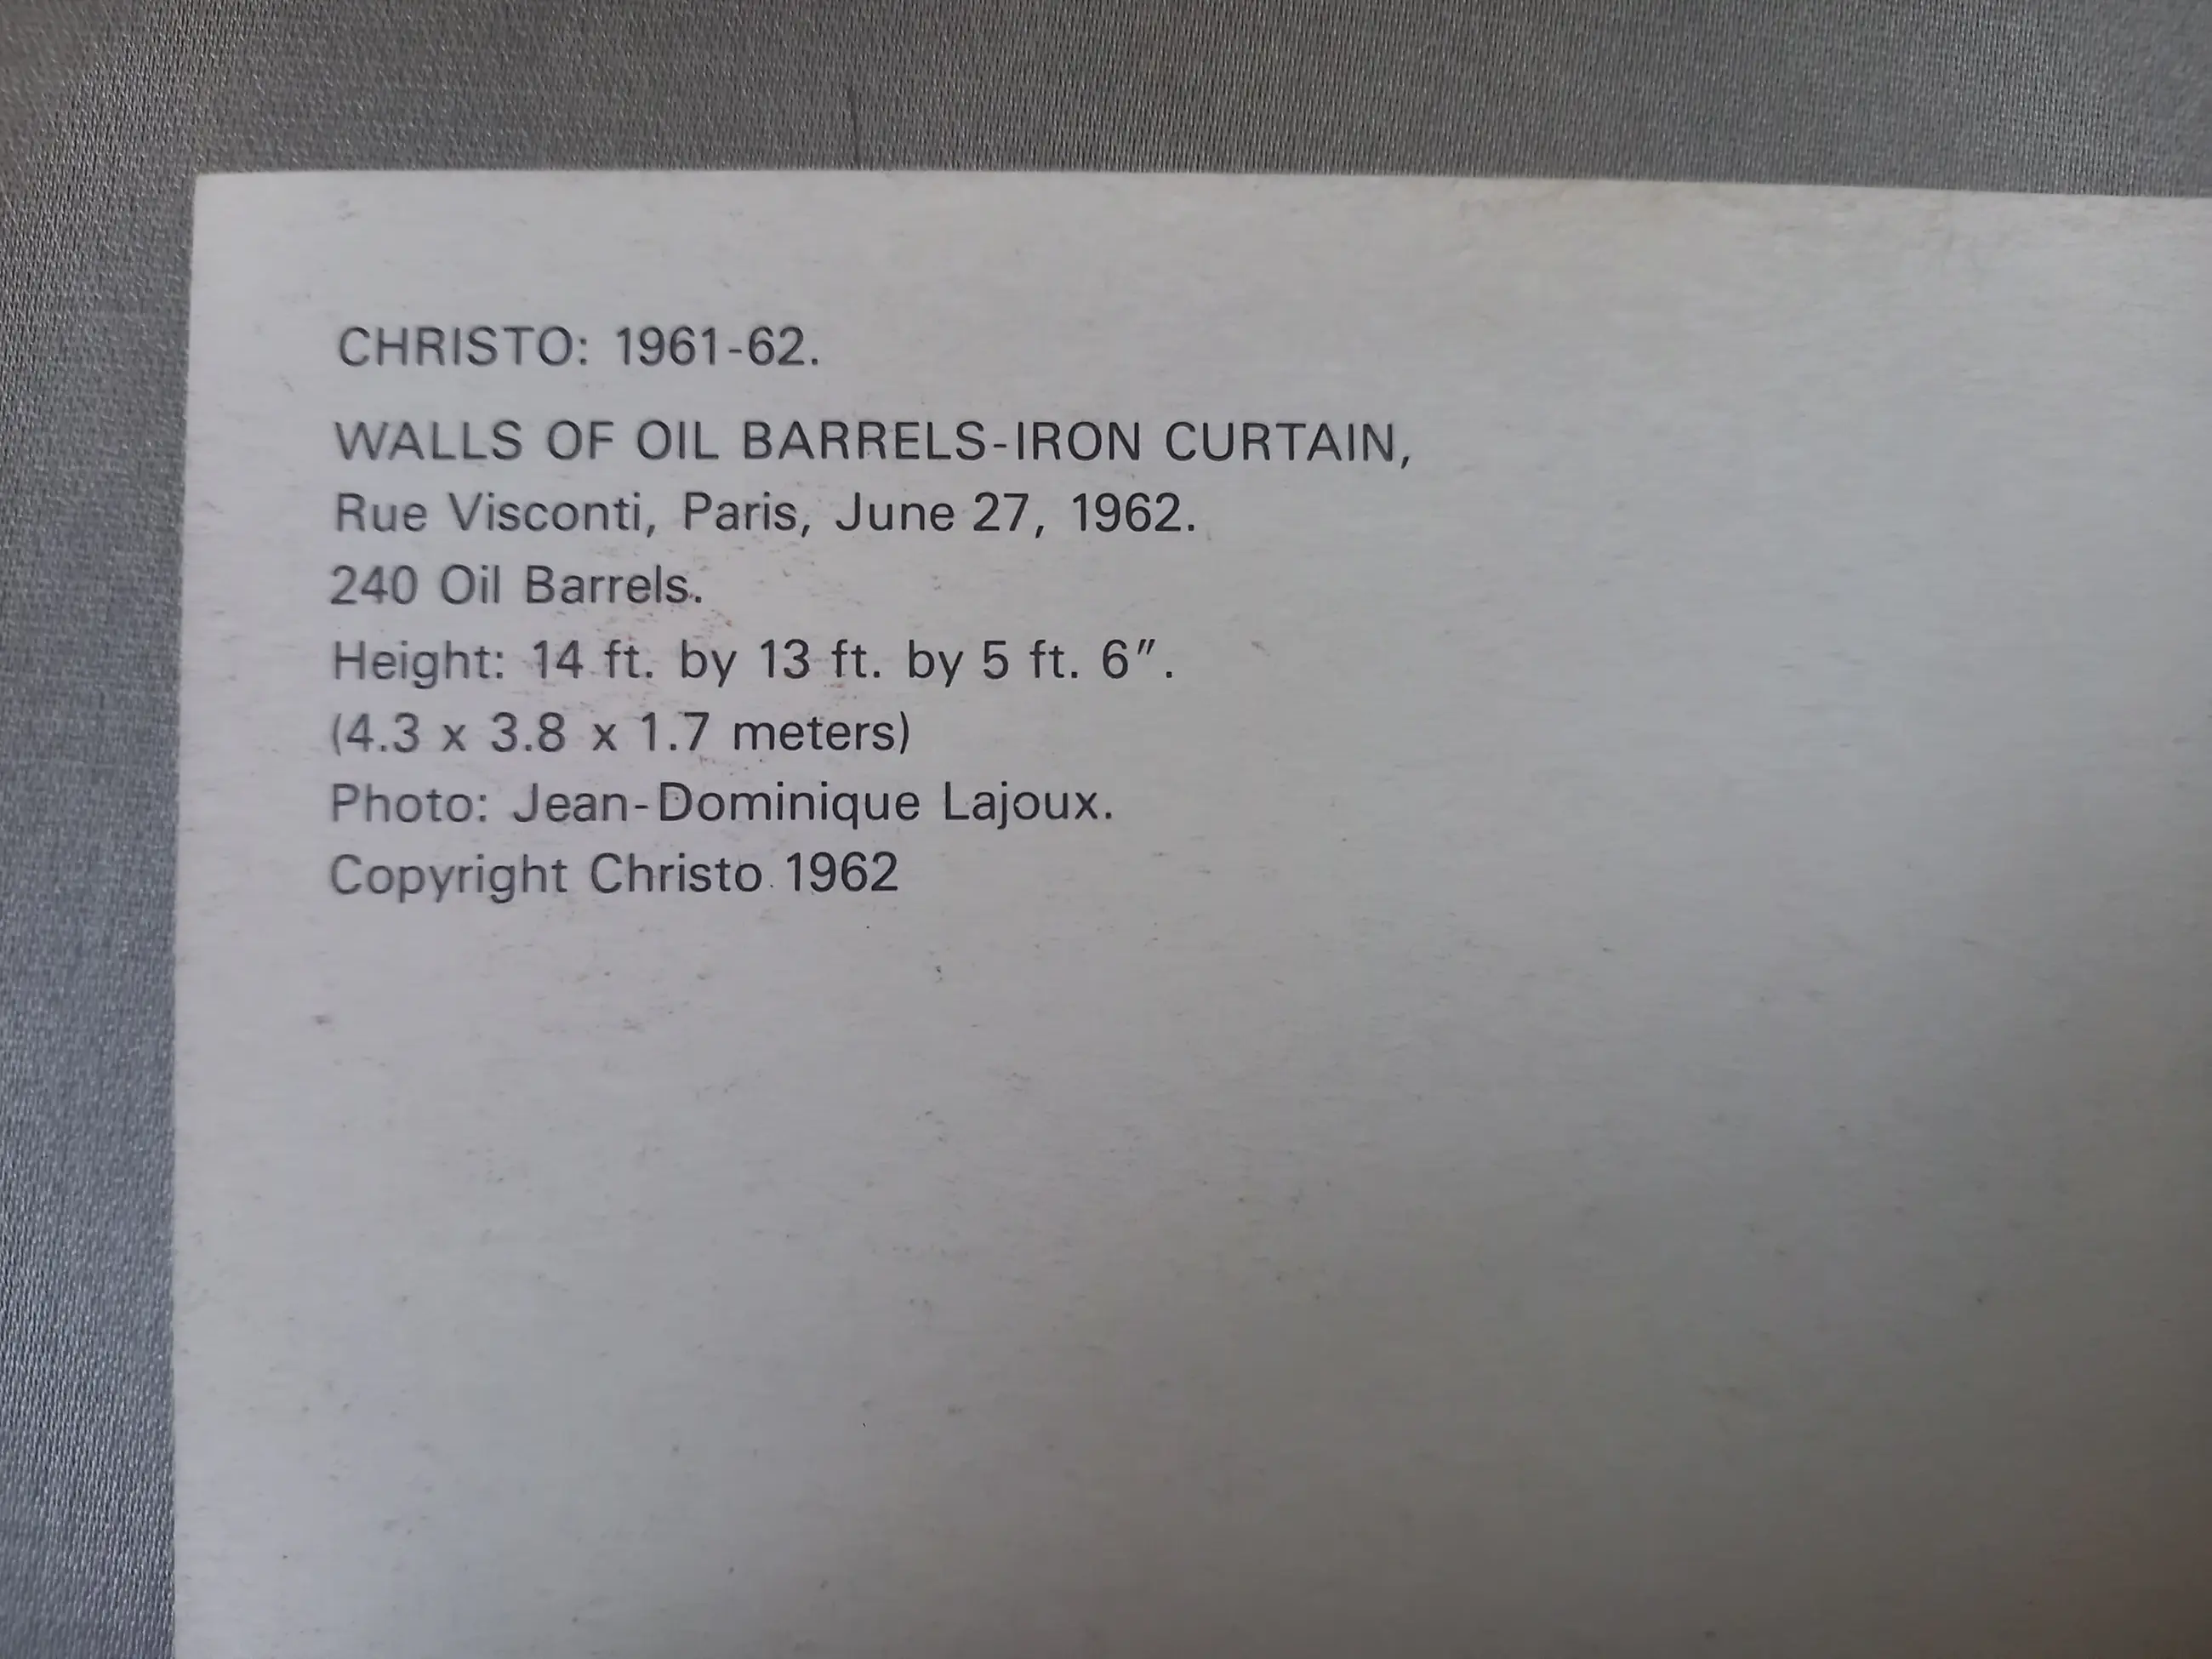 CHRISTO: 1961-62.
WALLS OF OIL BARRELS-IRON CURTAIN,
Rue Visconti, Paris, June 27, 1962.
240 Oil Barrels.
Height: 14 ft. by 13 ft. by 5 ft. 6".
(4.3 x 3.8 x 1.7 meters)
Photo: Jean-Dominique Lajoux.
Copyright Christo 1962